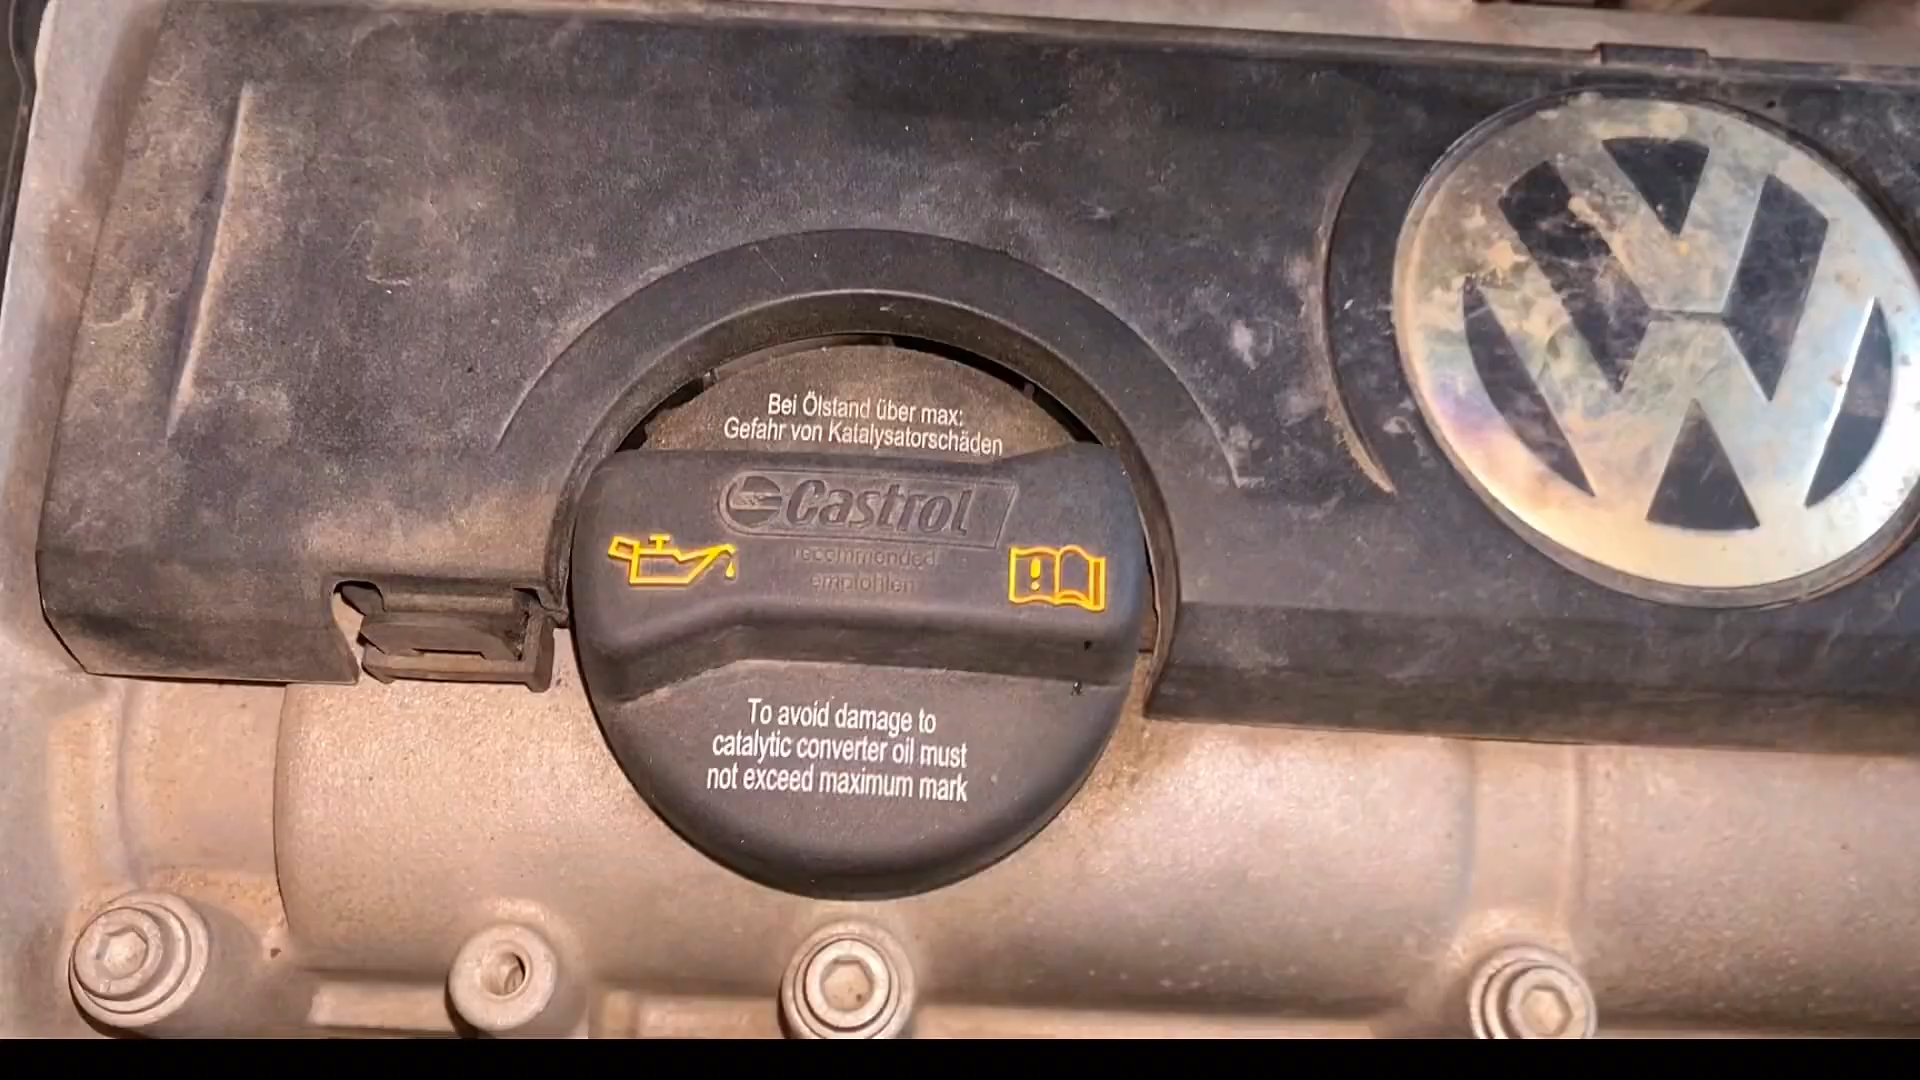 Bei Ölstand über max:
Gefahr von Katalysatorschäden
Castrol
recommended
empfohlen
To avoid damage to
catalytic converter oil must
not exceed maximum mark